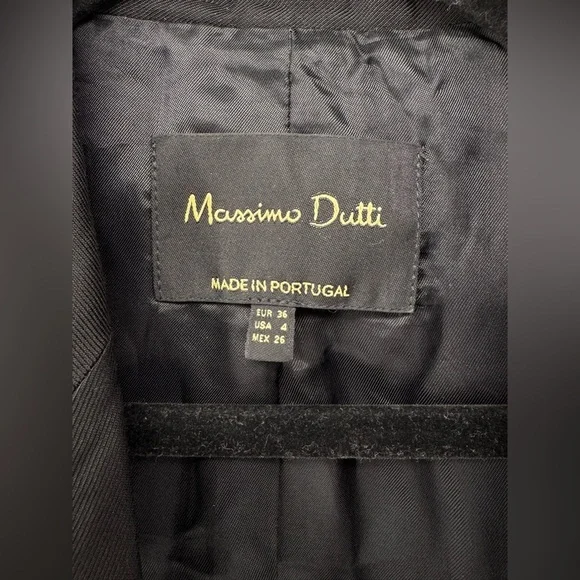 Massimo Dutti
MADE IN PORTUGAL
EUR 36
USA 4
MEX 26